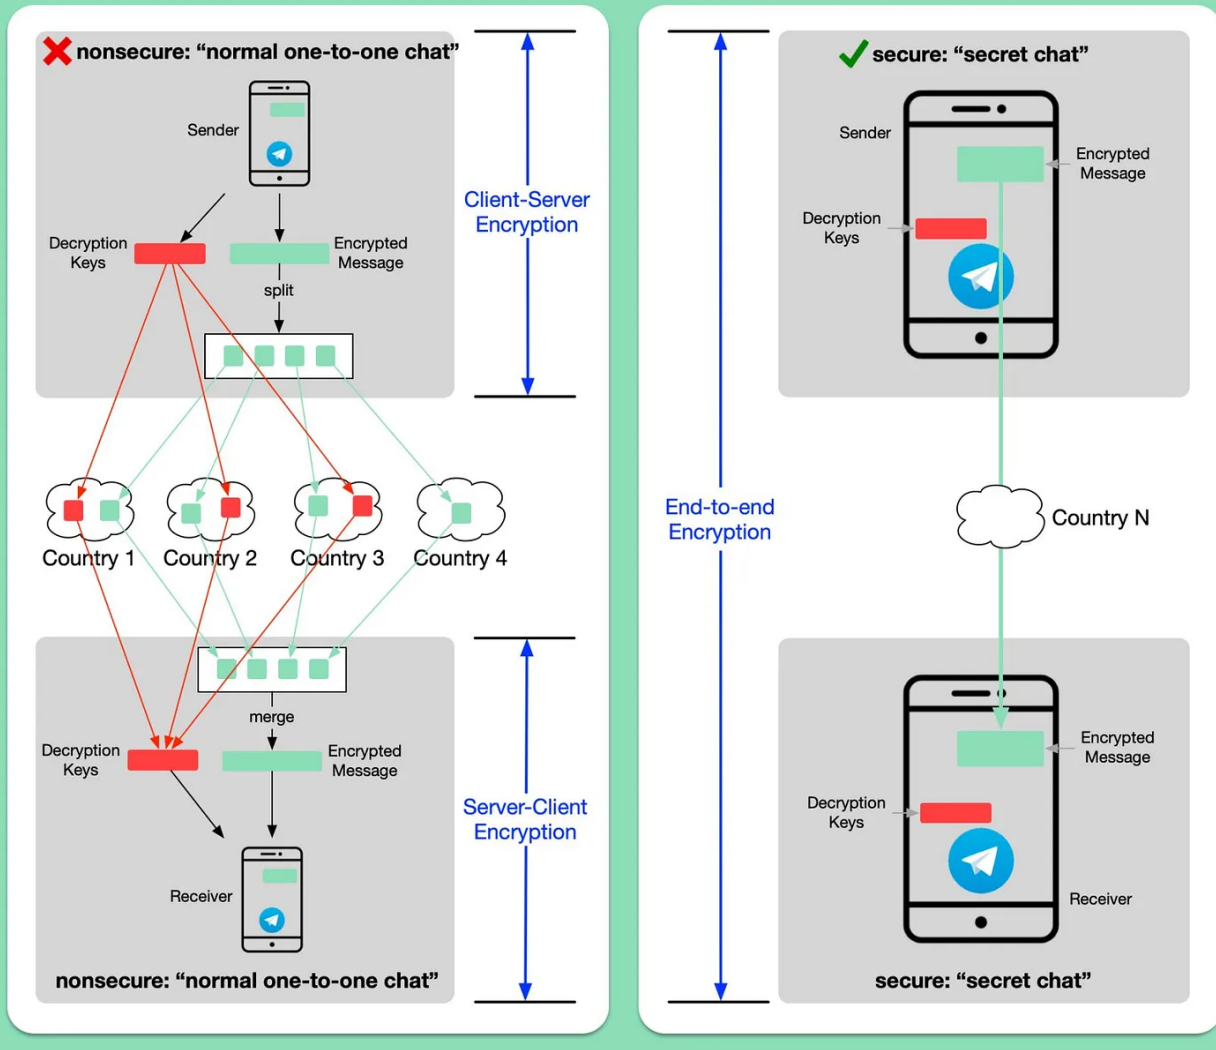 nonsecure: “normal one-to-one chat”
Sender
Decryption
Keys
Encrypted
Message
split
Client-Server
Encryption
Country 1
Country 2
Country 3
Country 4
merge
Decryption
Keys
Encrypted
Message
Server-Client
Encryption
Receiver
nonsecure: “normal one-to-one chat”
secure: “secret chat”
Sender
Encrypted
Message
Decryption
Keys
End-to-end
Encryption
Country N
Encrypted
Message
Decryption
Keys
Receiver
secure: “secret chat”